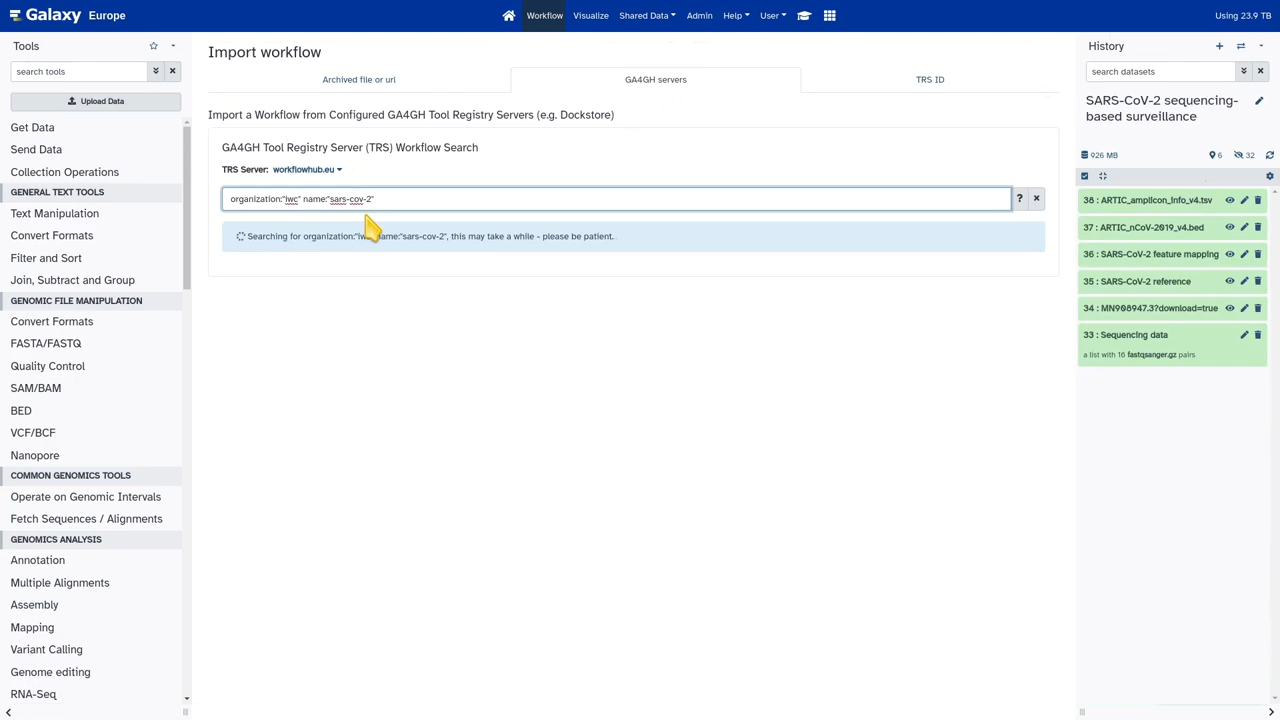 Galaxy Europe
Workflow
Visualize
Shared Data
Admin
Help
User
Using 23.9 TB
Tools
search tools
Upload Data
Get Data
Send Data
Collection Operations
GENERAL TEXT TOOLS
Text Manipulation
Convert Formats
Filter and Sort
Join, Subtract and Group
GENOMIC FILE MANIPULATION
Convert Formats
FASTA/FASTQ
Quality Control
SAM/BAM
BED
VCF/BCF
Nanopore
COMMON GENOMICS TOOLS
Operate on Genomic Intervals
Fetch Sequences / Alignments
GENOMICS ANALYSIS
Annotation
Multiple Alignments
Assembly
Mapping
Variant Calling
Genome editing
RNA-Seq
Import workflow
Archived file or url
GA4GH servers
TRS ID
Import a Workflow from Configured GA4GH Tool Registry Servers (e.g. Dockstore)
GA4GH Tool Registry Server (TRS) Workflow Search
TRS Server: workflowhub.eu
organization:"iwc" name:"sars-cov-2"
?
Searching for organization:"iwc" name:"sars-cov-2", this may take a while - please be patient.
History
search datasets
SARS-CoV-2 sequencing-
based surveillance
926 MB
6
32
38 : ARTIC_amplicon_info_v4.tsv
37 : ARTIC_nCoV-2019_v4.bed
36 : SARS-CoV-2 feature mapping
35 : SARS-CoV-2 reference
34 : MN908947.3?download=true
33 : Sequencing data
a list with 16 fastqsanger.gz pairs